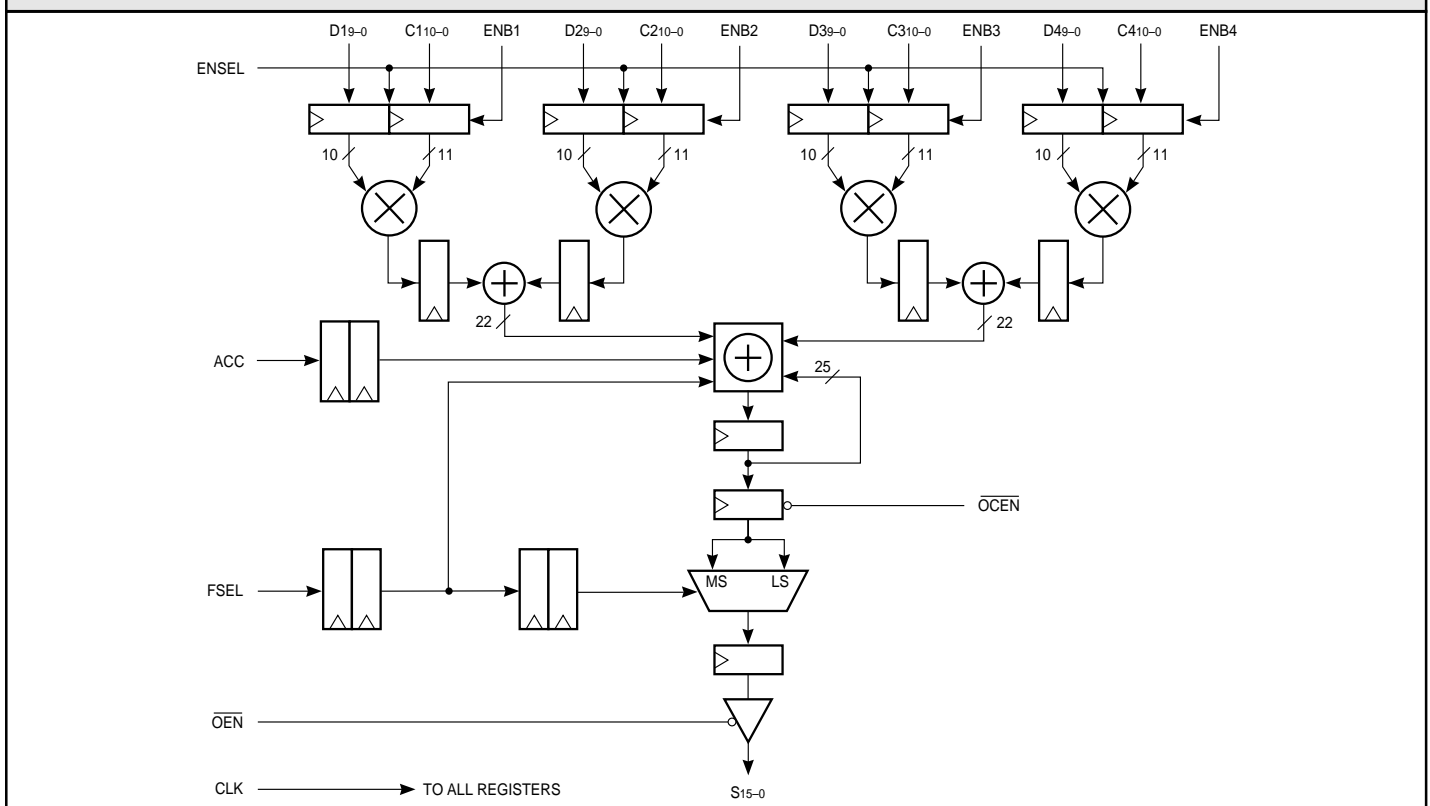 D19–0 C110–0 ENB1 D29–0 C210–0 ENB2 D39–0 C310–0 ENB3 D49–0 C410–0 ENB4
ENSEL
10 11 10 11 10 11 10 11
22 22
ACC
25
OCEN
FSEL
MS LS
OEN
CLK TO ALL REGISTERS
S15–0